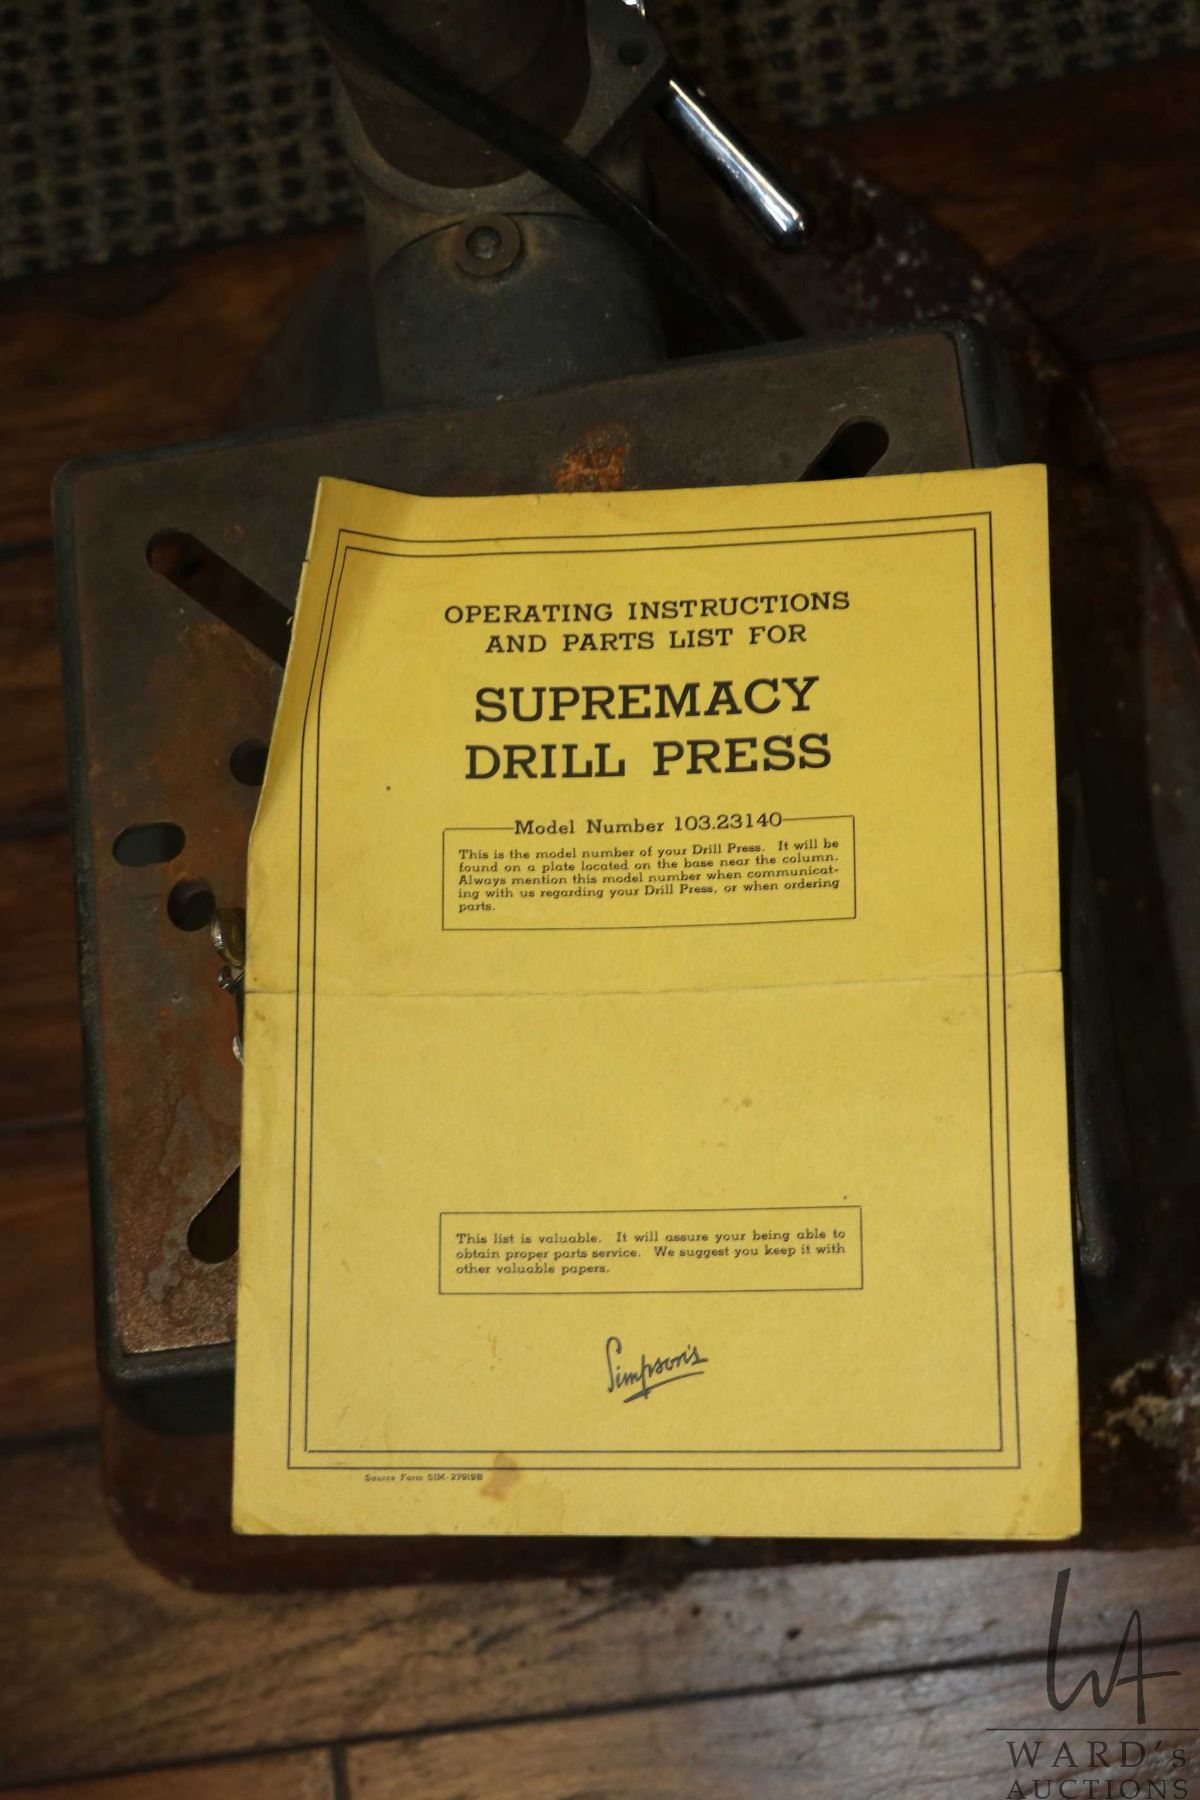 OPERATING INSTRUCTIONS
AND PARTS LIST FOR
SUPREMACY
DRILL PRESS
Model Number 103.23140
This is the model number of your Drill Press. It will be
found on a plate located on the base near the column.
Always mention this model number when communicat-
ing with us regarding your Drill Press, or when ordering
parts.
This list is valuable. It will assure your being able to
obtain proper parts service. We suggest you keep it with
other valuable papers.
Simpson's
Source Form SIM-27919B
WA
WARD's
AUCTIONS